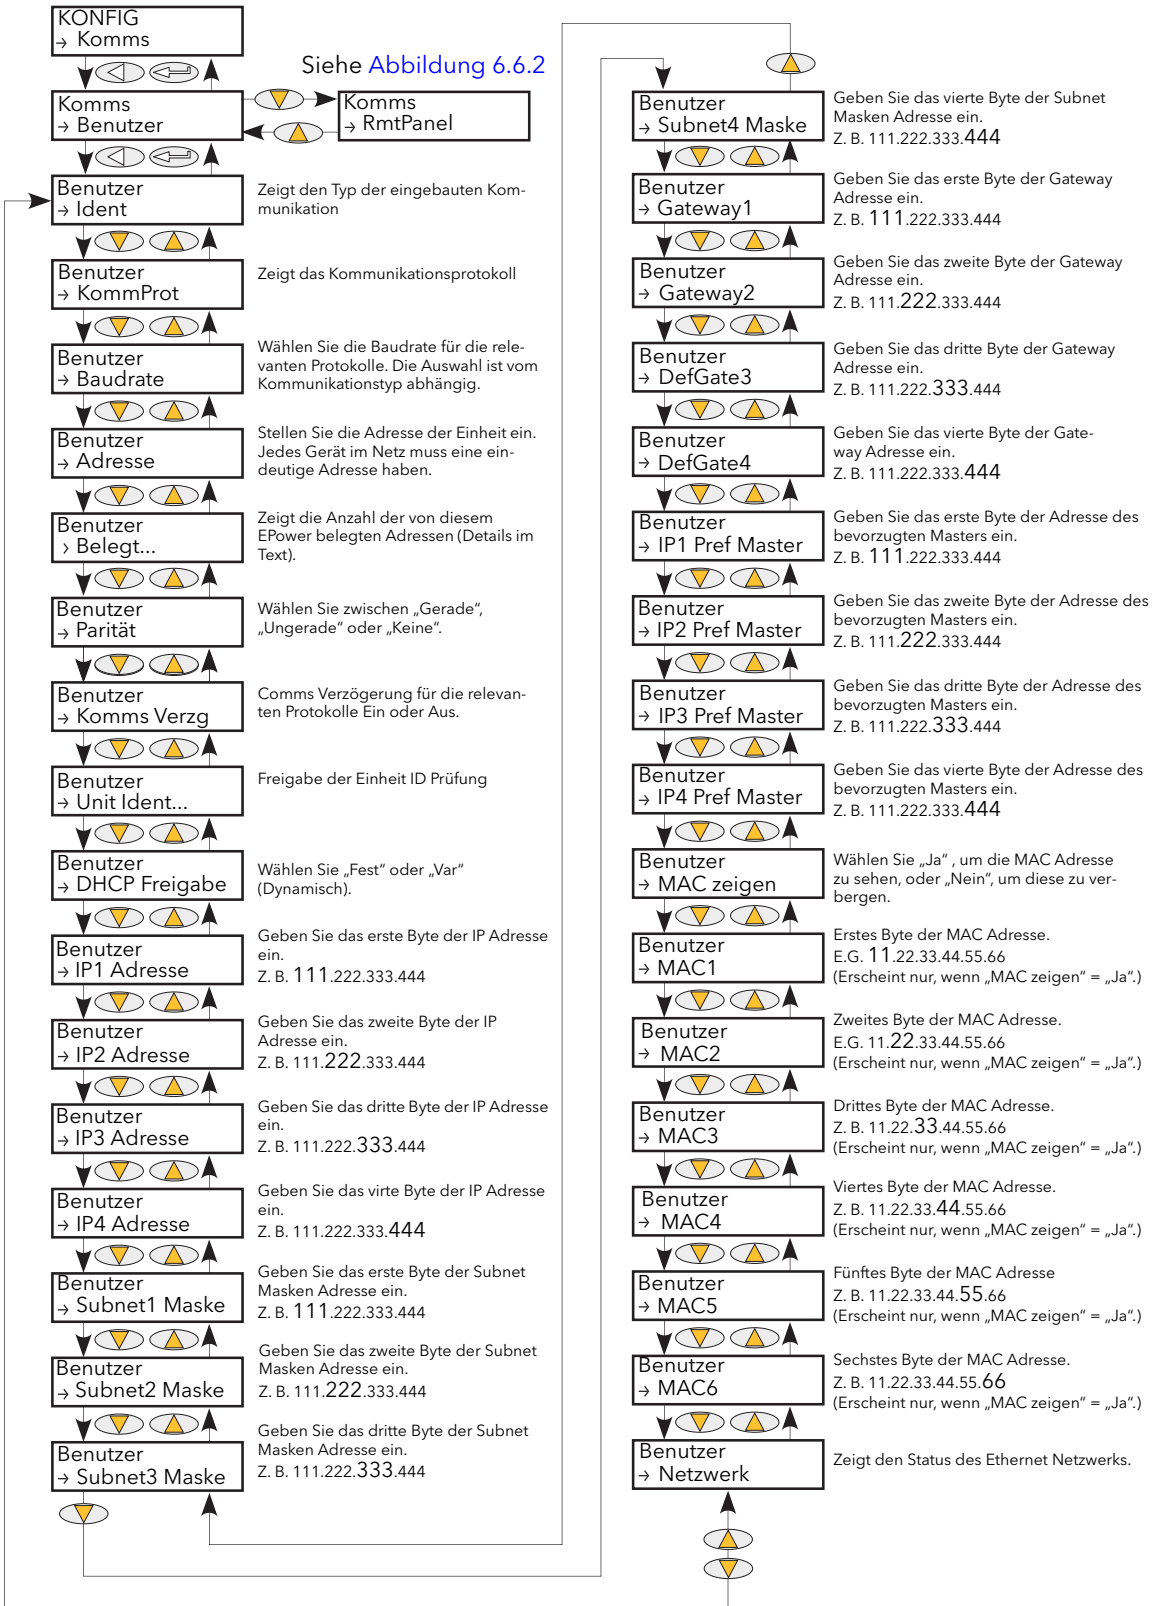 KONFIG
→ Komms
Siehe Abbildung 6.6.2
Komms
→ Benutzer
Komms
→ RmtPanel
Benutzer
→ Ident
Zeigt den Typ der eingebauten Kom-
munikation
Benutzer
→ KommProt
Zeigt das Kommunikationsprotokoll
Benutzer
→ Baudrate
Wählen Sie die Baudrate für die rele-
vanten Protokolle. Die Auswahl ist vom
Kommunikationstyp abhängig.
Benutzer
→ Adresse
Stellen Sie die Adresse der Einheit ein.
Jedes Gerät im Netz muss eine ein-
deutige Adresse haben.
Benutzer
› Belegt...
Zeigt die Anzahl der von diesem
EPower belegten Adressen (Details im
Text).
Benutzer
→ Parität
Wählen Sie zwischen „Gerade“,
„Ungerade“ oder „Keine“.
Benutzer
→ Komms Verzg
Comms Verzögerung für die relevan-
ten Protokolle Ein oder Aus.
Benutzer
→ Unit Ident...
Freigabe der Einheit ID Prüfung
Benutzer
→ DHCP Freigabe
Wählen Sie „Fest“ oder „Var“
(Dynamisch).
Benutzer
→ IP1 Adresse
Geben Sie das erste Byte der IP Adresse
ein.
Z. B. 111.222.333.444
Benutzer
→ IP2 Adresse
Geben Sie das zweite Byte der IP
Adresse ein.
Z. B. 111.222.333.444
Benutzer
→ IP3 Adresse
Geben Sie das dritte Byte der IP Adresse
ein.
Z. B. 111.222.333.444
Benutzer
→ IP4 Adresse
Geben Sie das virte Byte der IP Adresse
ein.
Z. B. 111.222.333.444
Benutzer
→ Subnet1 Maske
Geben Sie das erste Byte der Subnet
Masken Adresse ein.
Z. B. 111.222.333.444
Benutzer
→ Subnet2 Maske
Geben Sie das zweite Byte der Subnet
Masken Adresse ein.
Z. B. 111.222.333.444
Benutzer
→ Subnet3 Maske
Geben Sie das dritte Byte der Subnet
Masken Adresse ein.
Z. B. 111.222.333.444
Benutzer
→ Subnet4 Maske
Geben Sie das vierte Byte der Subnet
Masken Adresse ein.
Z. B. 111.222.333.444
Benutzer
→ Gateway1
Geben Sie das erste Byte der Gateway
Adresse ein.
Z. B. 111.222.333.444
Benutzer
→ Gateway2
Geben Sie das zweite Byte der Gateway
Adresse ein.
Z. B. 111.222.333.444
Benutzer
→ DefGate3
Geben Sie das dritte Byte der Gateway
Adresse ein.
Z. B. 111.222.333.444
Benutzer
→ DefGate4
Geben Sie das vierte Byte der Gate-
way Adresse ein.
Z. B. 111.222.333.444
Benutzer
→ IP1 Pref Master
Geben Sie das erste Byte der Adresse des
bevorzugten Masters ein.
Z. B. 111.222.333.444
Benutzer
→ IP2 Pref Master
Geben Sie das zweite Byte der Adresse des
bevorzugten Masters ein.
Z. B. 111.222.333.444
Benutzer
→ IP3 Pref Master
Geben Sie das dritte Byte der Adresse des
bevorzugten Masters ein.
Z. B. 111.222.333.444
Benutzer
→ IP4 Pref Master
Geben Sie das vierte Byte der Adresse des
bevorzugten Masters ein.
Z. B. 111.222.333.444
Benutzer
→ MAC zeigen
Wählen Sie „Ja“ , um die MAC Adresse
zu sehen, oder „Nein“, um diese zu ver-
bergen.
Benutzer
→ MAC1
Erstes Byte der MAC Adresse.
E.G. 11.22.33.44.55.66
(Erscheint nur, wenn „MAC zeigen“ = „Ja“.)
Benutzer
→ MAC2
Zweites Byte der MAC Adresse.
E.G. 11.22.33.44.55.66
(Erscheint nur, wenn „MAC zeigen“ = „Ja“.)
Benutzer
→ MAC3
Drittes Byte der MAC Adresse.
Z. B. 11.22.33.44.55.66
(Erscheint nur, wenn „MAC zeigen“ = „Ja“.)
Benutzer
→ MAC4
Viertes Byte der MAC Adresse.
Z. B. 11.22.33.44.55.66
(Erscheint nur, wenn „MAC zeigen“ = „Ja“.)
Benutzer
→ MAC5
Fünftes Byte der MAC Adresse
Z. B. 11.22.33.44.55.66
(Erscheint nur, wenn „MAC zeigen“ = „Ja“.)
Benutzer
→ MAC6
Sechstes Byte der MAC Adresse.
Z. B. 11.22.33.44.55.66
(Erscheint nur, wenn „MAC zeigen“ = „Ja“.)
Benutzer
→ Netzwerk
Zeigt den Status des Ethernet Netzwerks.